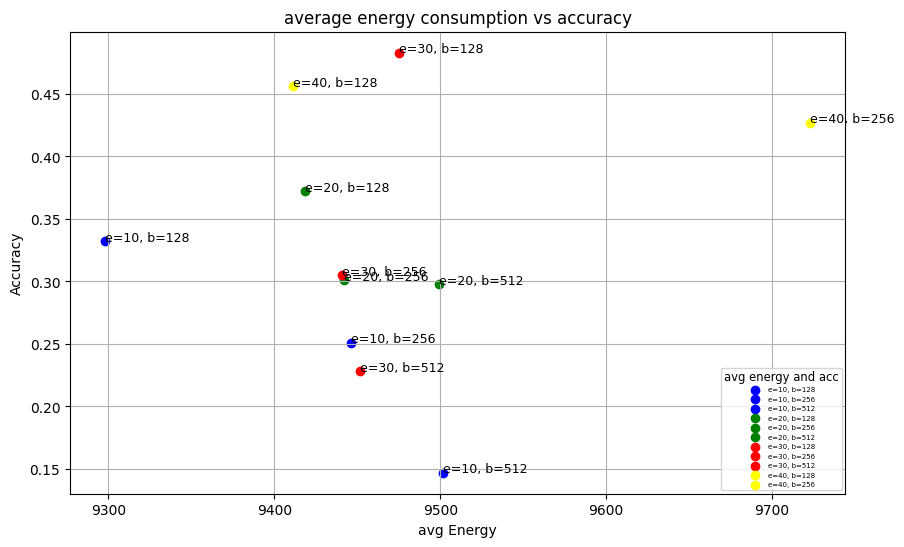 average energy consumption vs accuracy
Accuracy
0.45
0.40
0.35
0.30
0.25
0.20
0.15
e=30, b=128
e=40, b=128
e=40, b=256
e=20, b=128
e=10, b=128
e=30, b=256
e=20, b=256
e=20, b=512
e=10, b=256
e=30, b=512
e=10, b=512
avg energy and acc
e=10, b=128
e=10, b=256
e=10, b=512
e=20, b=128
e=20, b=256
e=20, b=512
e=30, b=128
e=30, b=256
e=30, b=512
e=40, b=128
e=40, b=256
9300 9400 9500 9600 9700
avg Energy